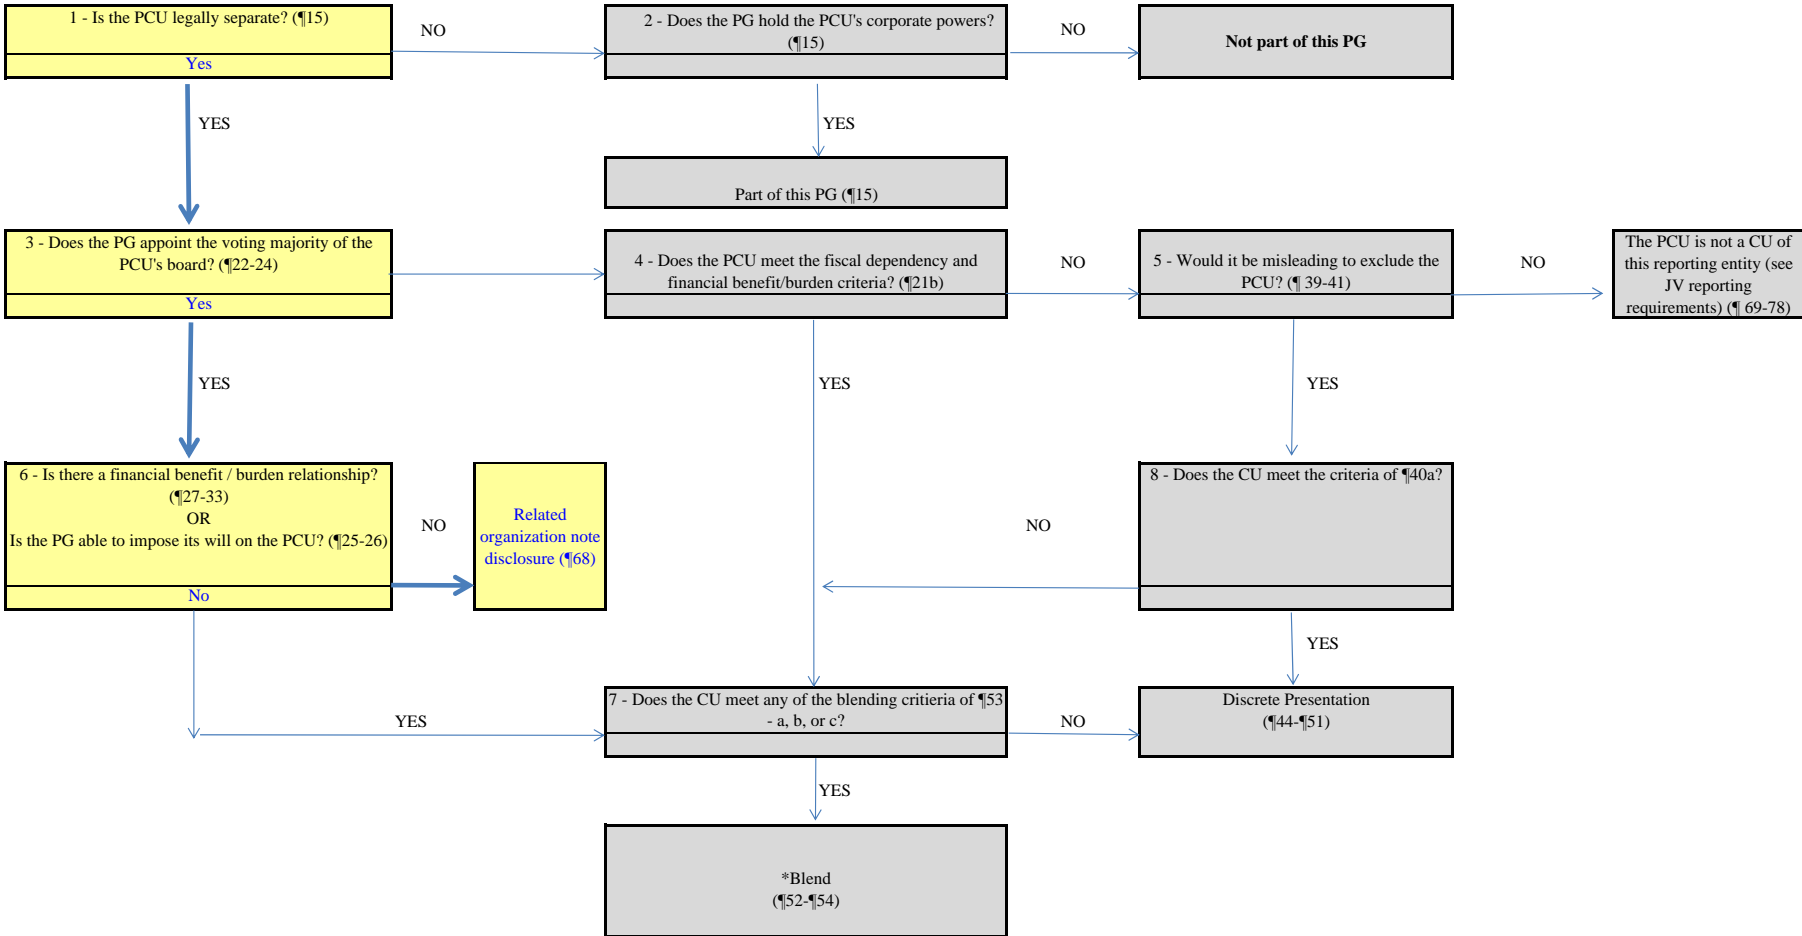 1 - Is the PCU legally separate? (¶15)
Yes
NO
2 - Does the PG hold the PCU's corporate powers?
(¶15)
NO
Not part of this PG
YES
YES
Part of this PG (¶15)
3 - Does the PG appoint the voting majority of the
PCU's board? (¶22-24)
Yes
4 - Does the PCU meet the fiscal dependency and
financial benefit/burden criteria? (¶21b)
NO
5 - Would it be misleading to exclude the
PCU? (¶ 39-41)
NO
The PCU is not a CU of
this reporting entity (see
JV reporting
requirements) (¶ 69-78)
YES
YES
YES
6 - Is there a financial benefit / burden relationship?
(¶27-33)
OR
Is the PG able to impose its will on the PCU? (¶25-26)
No
NO
Related
organization note
disclosure (¶68)
NO
8 - Does the CU meet the criteria of ¶40a?
YES
YES
7 - Does the CU meet any of the blending critieria of ¶53
- a, b, or c?
NO
Discrete Presentation
(¶44-¶51)
YES
*Blend
(¶52-¶54)